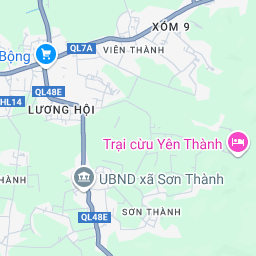 XÓM 9
QL7A
VIÊN THÀNH
Bộng
QL48E
HL14
LƯƠNG HỘI
Trại cừu Yên Thành
THÀNH
UBND xã Sơn Thành
SƠN THÀNH
QL48E